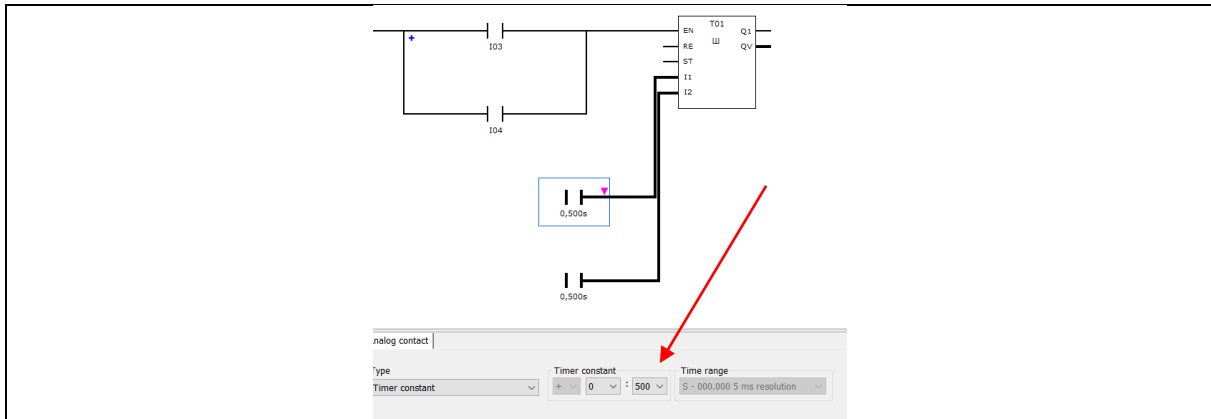 T01
EN Q1
RE Ш QV
ST
I1
I2
+
I03
I04
0,500s
0,500s
nalog contact
Type
Timer constant
Timer constant
+ 0 : 500
Time range
S - 000.000 5 ms resolution